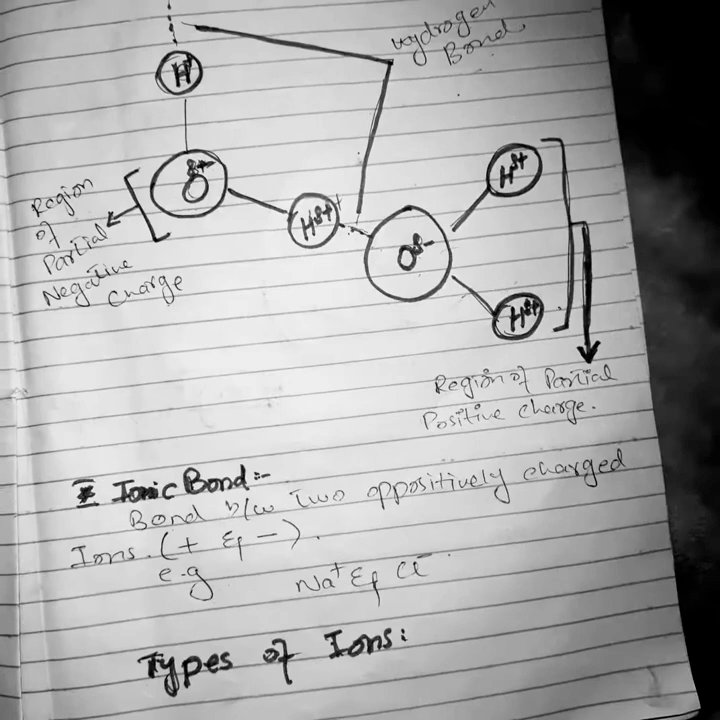 Hydrogen
Bond
H+
Oδ+
Hδ+
Oδ-
Hδ+
Hδ+
Region
of
Partial
Negative
Charge
Region of Partial
Positive charge.
Ionic Bond:-
Bond b/w Two oppositively charged
Ions. (+ & -).
e.g Na+ & Cl-
Types of Ions: